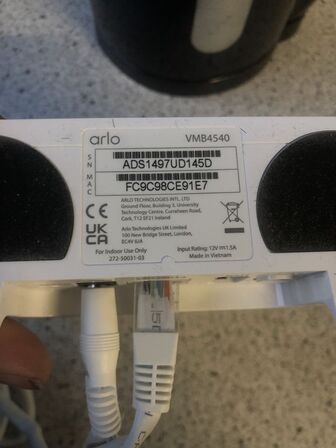 arlo VMB4540
SN ADS1497UD145D
MAC FC9C98CE91E7
CE
ARLO TECHNOLOGIES INT'L LTD
Ground Floor, Building 3, University
Technology Centre, Curraheen Road,
Cork, T12 EF21 Ireland
UK
CA
Arlo Technologies UK Limited
100 New Bridge Street, London,
EC4V 6JA
For Indoor Use Only
272-50031-03
Input Rating: 12V⎓1.5A
Made in Vietnam